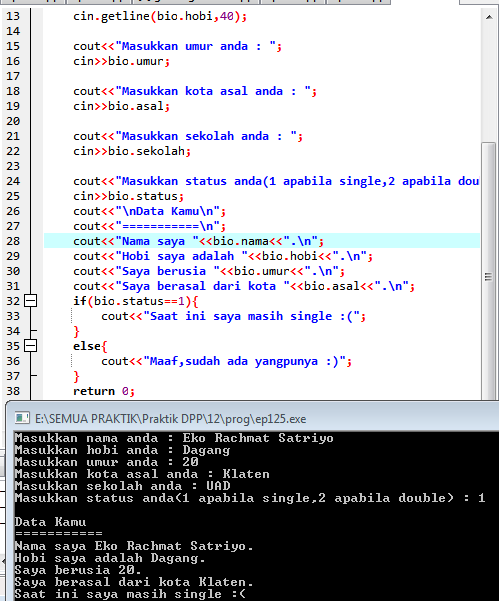 13 cin.getline(bio.hobi,40);
14
15 cout<<"Masukkan umur anda : ";
16 cin>>bio.umur;
17
18 cout<<"Masukkan kota asal anda : ";
19 cin>>bio.asal;
20
21 cout<<"Masukkan sekolah anda : ";
22 cin>>bio.sekolah;
23
24 cout<<"Masukkan status anda(1 apabila single,2 apabila dou
25 cin>>bio.status;
26 cout<<"\nData Kamu\n";
27 cout<<"===========\n";
28 cout<<"Nama saya "<<bio.nama<<".\n";
29 cout<<"Hobi saya adalah "<<bio.hobi<<".\n";
30 cout<<"Saya berusia "<<bio.umur<<".\n";
31 cout<<"Saya berasal dari kota "<<bio.asal<<".\n";
32 if(bio.status==1){
33 cout<<"Saat ini saya masih single :(";
34 }
35 else{
36 cout<<"Maaf,sudah ada yangpunya :)";
37 }
38 return 0;
E:\SEMUA PRAKTIK\Praktik DPP\12\prog\ep125.exe
Masukkan nama anda : Eko Rachmat Satriyo
Masukkan hobi anda : Dagang
Masukkan umur anda : 20
Masukkan kota asal anda : Klaten
Masukkan sekolah anda : UAD
Masukkan status anda(1 apabila single,2 apabila double) : 1
Data Kamu
===========
Nama saya Eko Rachmat Satriyo.
Hobi saya adalah Dagang.
Saya berusia 20.
Saya berasal dari kota Klaten.
Saat ini saya masih single :(